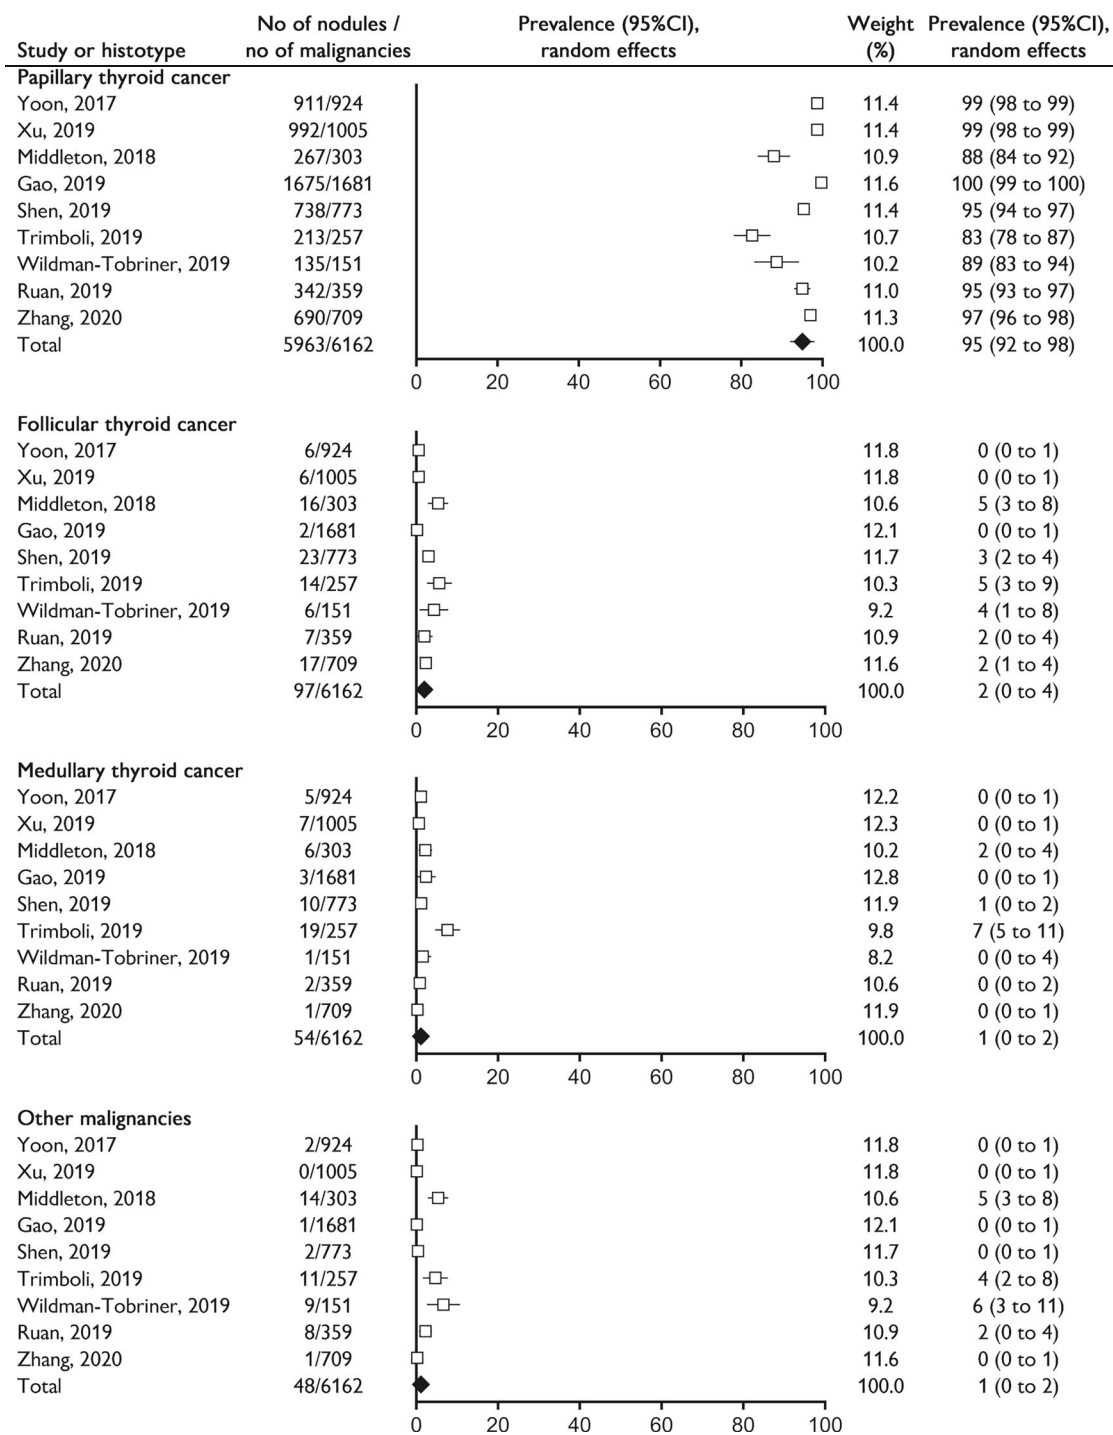 No of nodules / Prevalence (95%CI), Weight Prevalence (95%CI),
Study or histotype no of malignancies random effects (%) random effects
Papillary thyroid cancer
Yoon, 2017 911/924 11.4 99 (98 to 99)
Xu, 2019 992/1005 11.4 99 (98 to 99)
Middleton, 2018 267/303 10.9 88 (84 to 92)
Gao, 2019 1675/1681 11.6 100 (99 to 100)
Shen, 2019 738/773 11.4 95 (94 to 97)
Trimboli, 2019 213/257 10.7 83 (78 to 87)
Wildman-Tobriner, 2019 135/151 10.2 89 (83 to 94)
Ruan, 2019 342/359 11.0 95 (93 to 97)
Zhang, 2020 690/709 11.3 97 (96 to 98)
Total 5963/6162 100.0 95 (92 to 98)
0 20 40 60 80 100
Follicular thyroid cancer
Yoon, 2017 6/924 11.8 0 (0 to 1)
Xu, 2019 6/1005 11.8 0 (0 to 1)
Middleton, 2018 16/303 10.6 5 (3 to 8)
Gao, 2019 2/1681 12.1 0 (0 to 1)
Shen, 2019 23/773 11.7 3 (2 to 4)
Trimboli, 2019 14/257 10.3 5 (3 to 9)
Wildman-Tobriner, 2019 6/151 9.2 4 (1 to 8)
Ruan, 2019 7/359 10.9 2 (0 to 4)
Zhang, 2020 17/709 11.6 2 (1 to 4)
Total 97/6162 100.0 2 (0 to 4)
0 20 40 60 80 100
Medullary thyroid cancer
Yoon, 2017 5/924 12.2 0 (0 to 1)
Xu, 2019 7/1005 12.3 0 (0 to 1)
Middleton, 2018 6/303 10.2 2 (0 to 4)
Gao, 2019 3/1681 12.8 0 (0 to 1)
Shen, 2019 10/773 11.9 1 (0 to 2)
Trimboli, 2019 19/257 9.8 7 (5 to 11)
Wildman-Tobriner, 2019 1/151 8.2 0 (0 to 4)
Ruan, 2019 2/359 10.6 0 (0 to 2)
Zhang, 2020 1/709 11.9 0 (0 to 1)
Total 54/6162 100.0 1 (0 to 2)
0 20 40 60 80 100
Other malignancies
Yoon, 2017 2/924 11.8 0 (0 to 1)
Xu, 2019 0/1005 11.8 0 (0 to 1)
Middleton, 2018 14/303 10.6 5 (3 to 8)
Gao, 2019 1/1681 12.1 0 (0 to 1)
Shen, 2019 2/773 11.7 0 (0 to 1)
Trimboli, 2019 11/257 10.3 4 (2 to 8)
Wildman-Tobriner, 2019 9/151 9.2 6 (3 to 11)
Ruan, 2019 8/359 10.9 2 (0 to 4)
Zhang, 2020 1/709 11.6 0 (0 to 1)
Total 48/6162 100.0 1 (0 to 2)
0 20 40 60 80 100